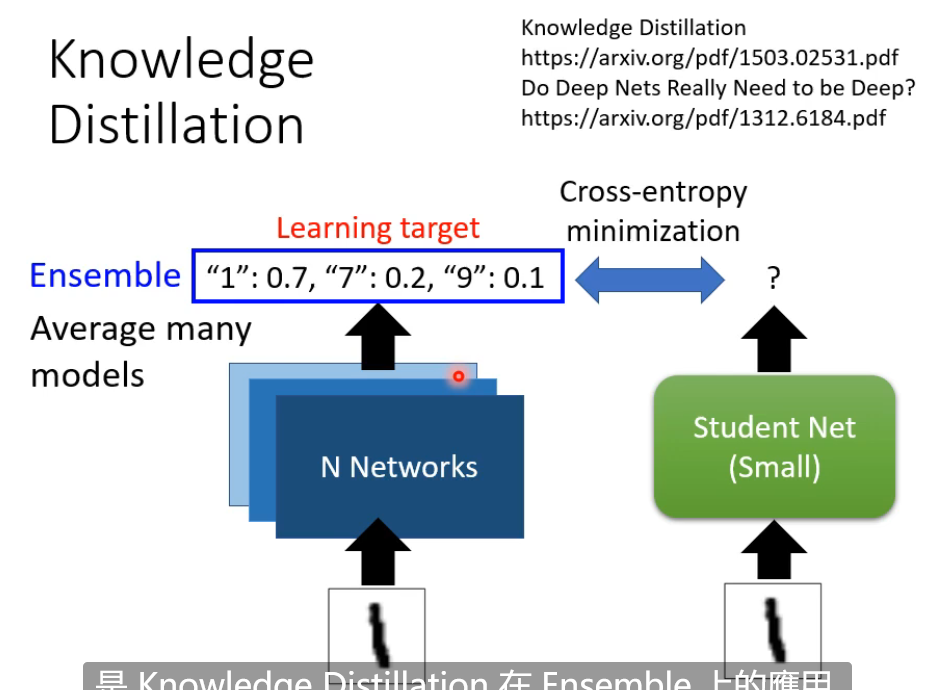 Knowledge
Distillation
Knowledge Distillation
https://arxiv.org/pdf/1503.02531.pdf
Do Deep Nets Really Need to be Deep?
https://arxiv.org/pdf/1312.6184.pdf
Cross-entropy
minimization
Learning target
Ensemble
“1”: 0.7, “7”: 0.2, “9”: 0.1
?
Average many
models
N Networks
Student Net
(Small)
是 Knowledge Distillation 在 Ensemble 上的應用